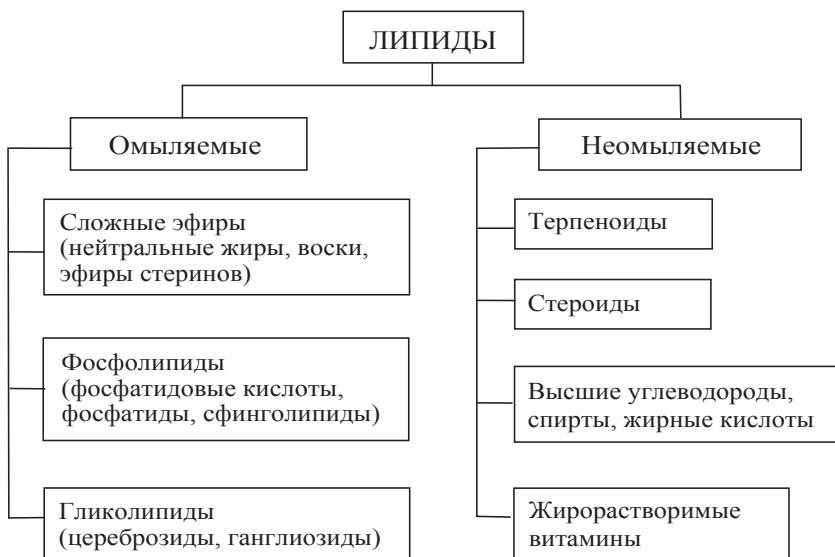 ЛИПИДЫ
Омыляемые
Сложные эфиры
(нейтральные жиры, воски,
эфиры стеринов)
Фосфолипиды
(фосфатидовые кислоты,
фосфатиды, сфинголипиды)
Гликолипиды
(цереброзиды, ганглиозиды)
Неомыляемые
Терпеноиды
Стероиды
Высшие углеводороды,
спирты, жирные кислоты
Жирорастворимые
витамины